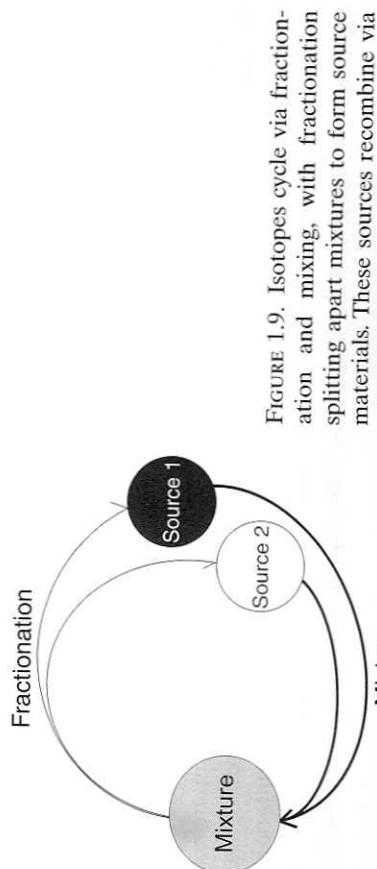 Fractionation
Source 1
Source 2
Mixture
FIGURE 1.9. Isotopes cycle via fraction-
ation and mixing, with fractionation
splitting apart mixtures to form source
materials. These sources recombine via